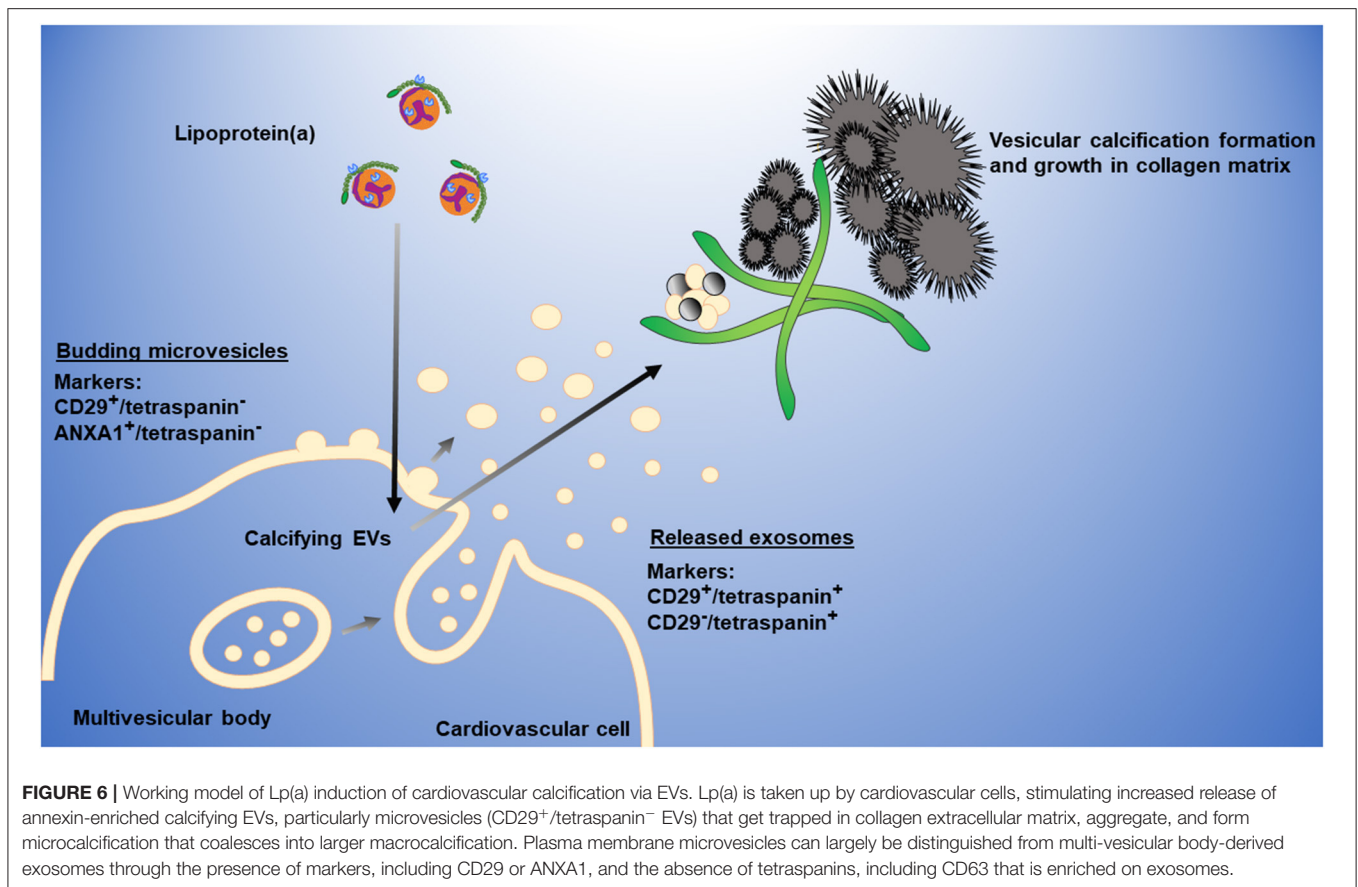 Lipoprotein(a)
Vesicular calcification formation
and growth in collagen matrix
Budding microvesicles
Markers:
CD29⁺/tetraspanin⁻
ANXA1⁺/tetraspanin⁻
Calcifying EVs
Released exosomes
Markers:
CD29⁺/tetraspanin⁺
CD29⁻/tetraspanin⁺
Multivesicular body
Cardiovascular cell
FIGURE 6 | Working model of Lp(a) induction of cardiovascular calcification via EVs. Lp(a) is taken up by cardiovascular cells, stimulating increased release of
annexin-enriched calcifying EVs, particularly microvesicles (CD29⁺/tetraspanin⁻ EVs) that get trapped in collagen extracellular matrix, aggregate, and form
microcalcification that coalesces into larger macrocalcification. Plasma membrane microvesicles can largely be distinguished from multi-vesicular body-derived
exosomes through the presence of markers, including CD29 or ANXA1, and the absence of tetraspanins, including CD63 that is enriched on exosomes.